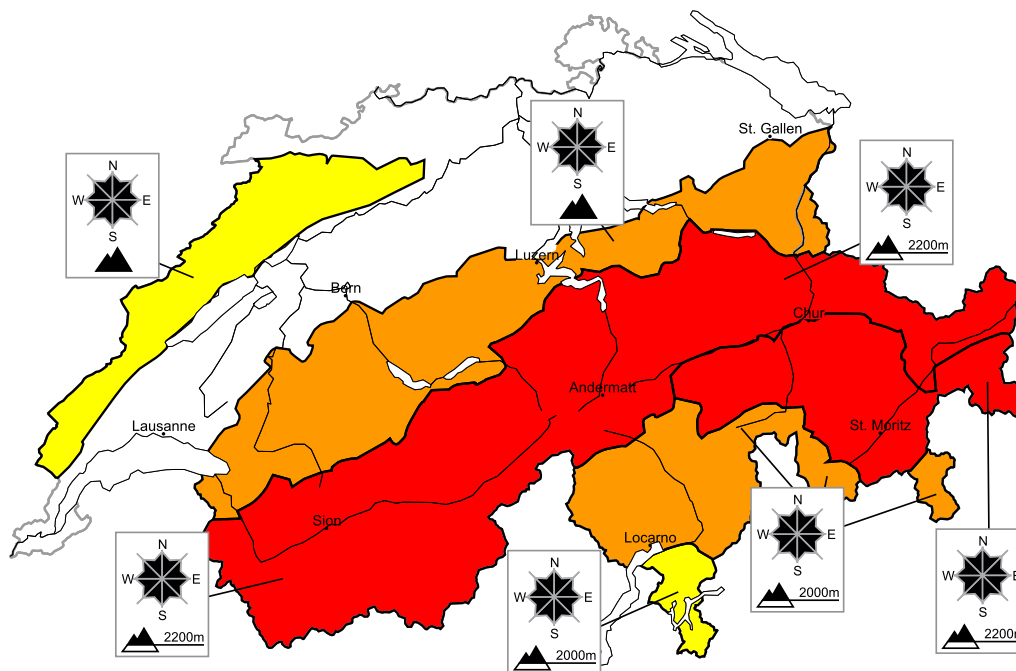 N
W E
S
St. Gallen
N
W E
S
2200m
N
W E
S
Luzern
Bern
Chur
Andermatt
Lausanne
St. Moritz
Sion
Locarno
N
W E
S
2000m
N
W E
S
2200m
N
W E
S
2000m
N
W E
S
2200m